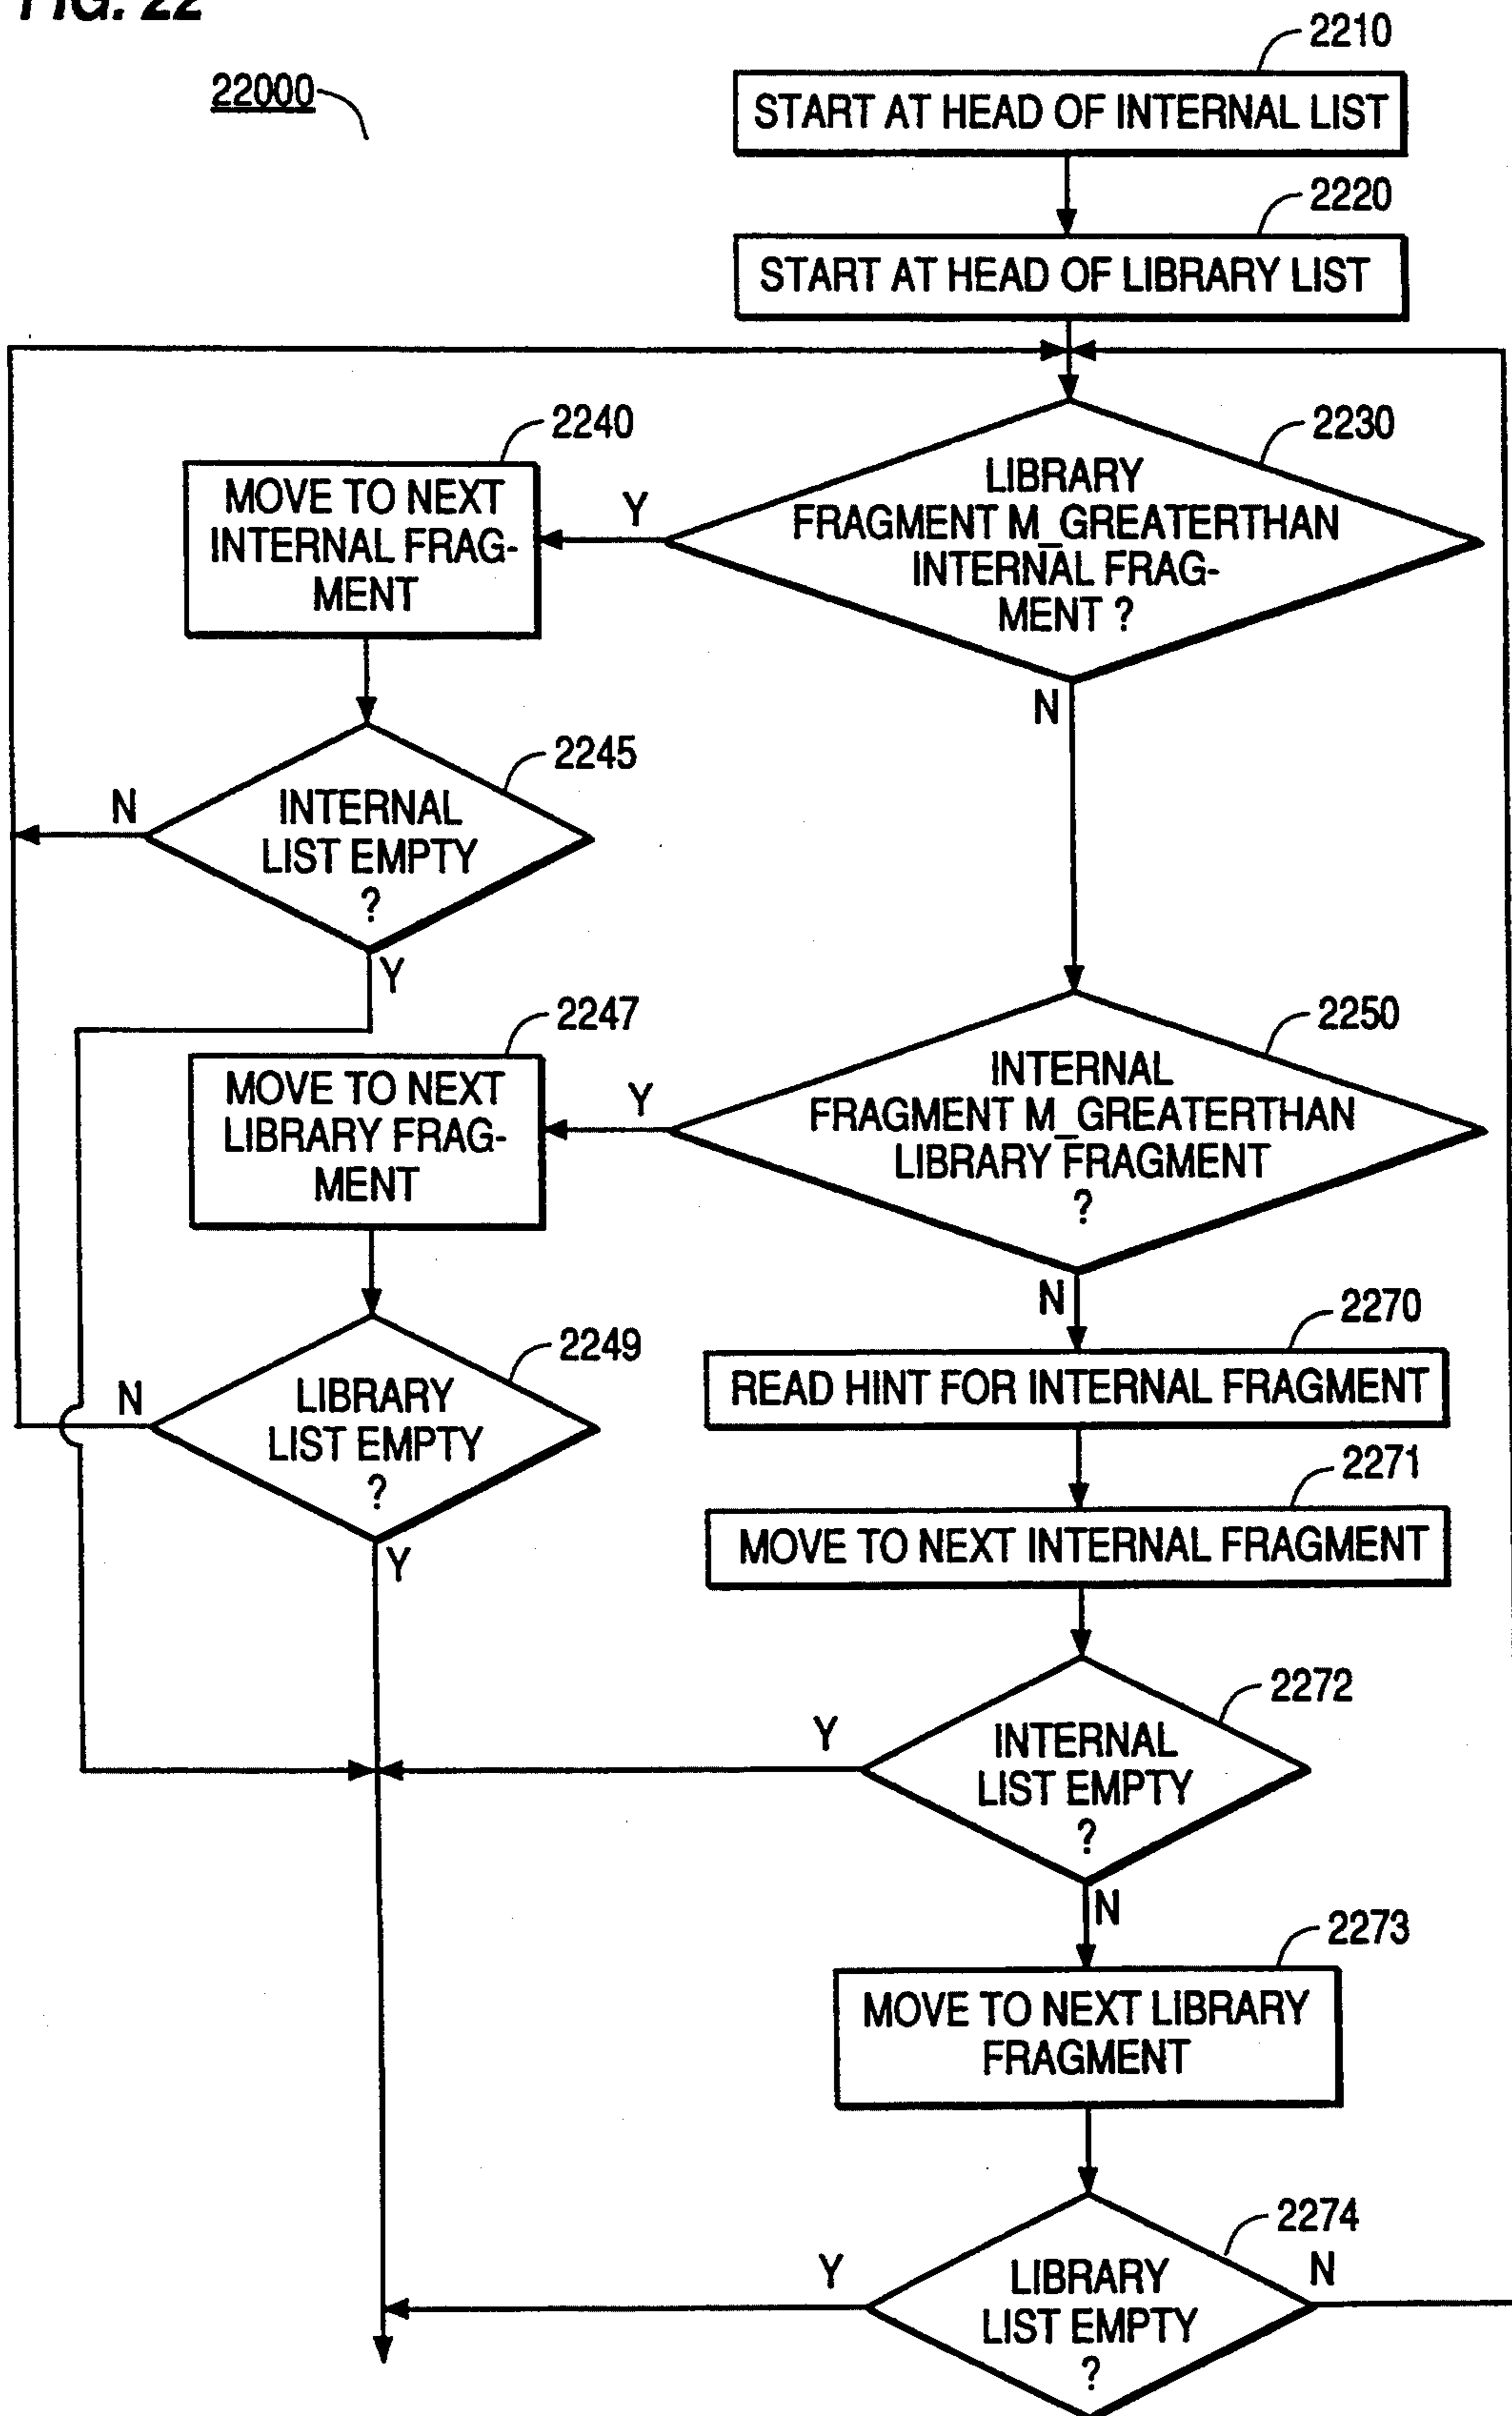 FIG. 22
22000
2210
START AT HEAD OF INTERNAL LIST
2220
START AT HEAD OF LIBRARY LIST
2230
LIBRARY
FRAGMENT M_GREATERTHAN
INTERNAL FRAG-
MENT ?
Y
N
2240
MOVE TO NEXT
INTERNAL FRAG-
MENT
2245
INTERNAL
LIST EMPTY
?
N
Y
2250
INTERNAL
FRAGMENT M_GREATERTHAN
LIBRARY FRAGMENT
?
Y
N
2247
MOVE TO NEXT
LIBRARY FRAG-
MENT
2249
LIBRARY
LIST EMPTY
?
N
Y
2270
READ HINT FOR INTERNAL FRAGMENT
2271
MOVE TO NEXT INTERNAL FRAGMENT
2272
INTERNAL
LIST EMPTY
?
Y
N
2273
MOVE TO NEXT LIBRARY
FRAGMENT
2274
LIBRARY
LIST EMPTY
?
Y
N